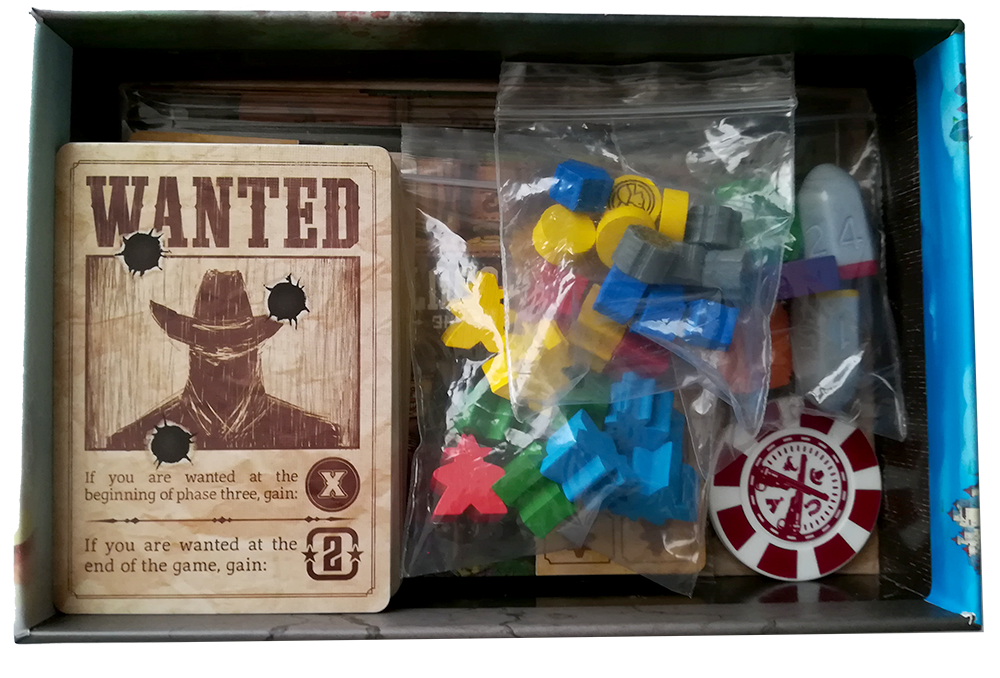 WANTED
If you are wanted at the
beginning of phase three, gain: X
If you are wanted at the
end of the game, gain: 2
24